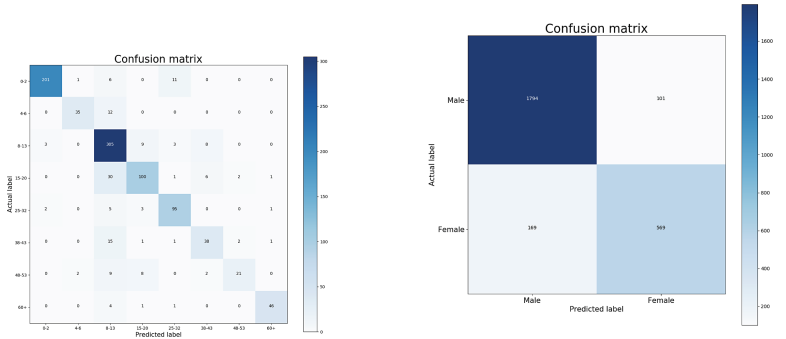 Confusion matrix
0-2 211 1 6 0 11 0 0 0
4-6 0 35 12 0 0 0 0 0
8-13 3 0 305 9 3 0 0 0
15-20 0 0 30 100 1 6 2 1
25-32 2 0 5 3 95 0 0 1
38-43 0 0 15 1 1 38 2 1
48-53 0 2 9 8 0 2 21 0
60+ 0 0 4 1 1 0 0 46
0-2 4-6 8-13 15-20 25-32 38-43 48-53 60+
Actual label
Predicted label
300
250
200
150
100
50
0
Confusion matrix
Male 1794 101
Female 169 569
Male Female
Actual label
Predicted label
1600
1400
1200
1000
800
600
400
200